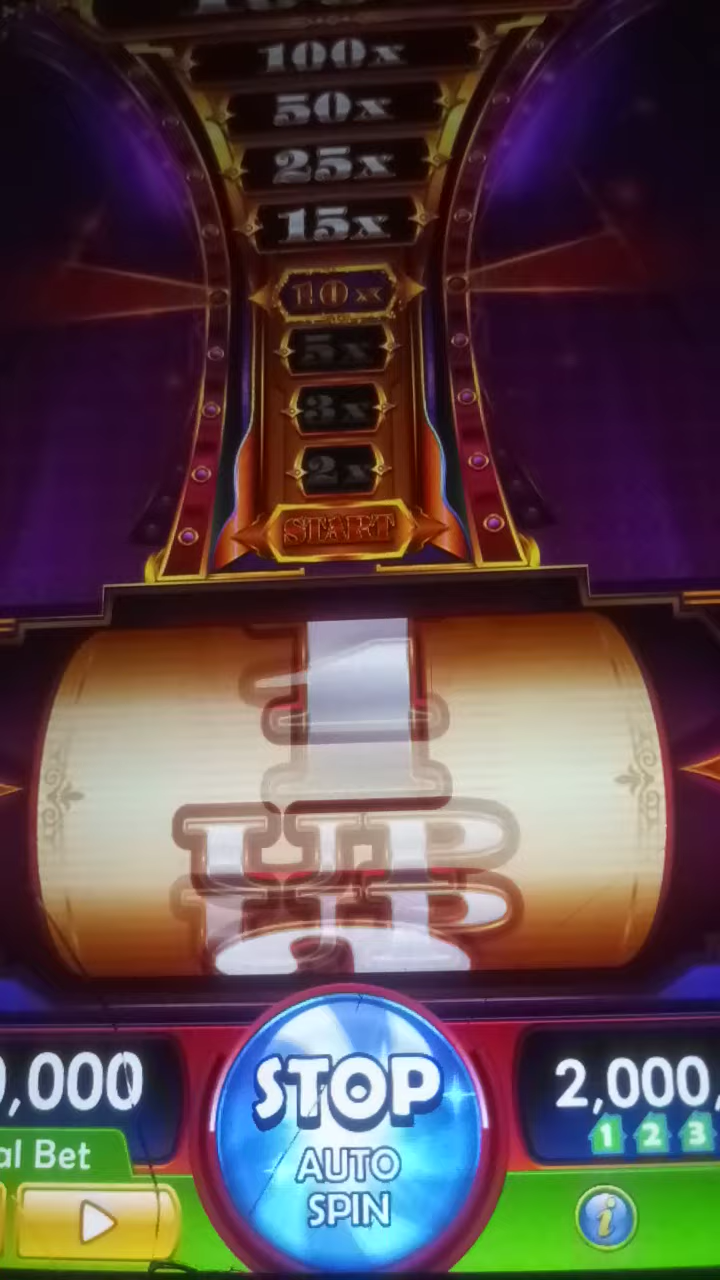 100x
50x
25x
15x
10x
5x
3x
2x
START
1
UP
,000
STOP
AUTO
SPIN
2,000,
1 2 3
al Bet
i